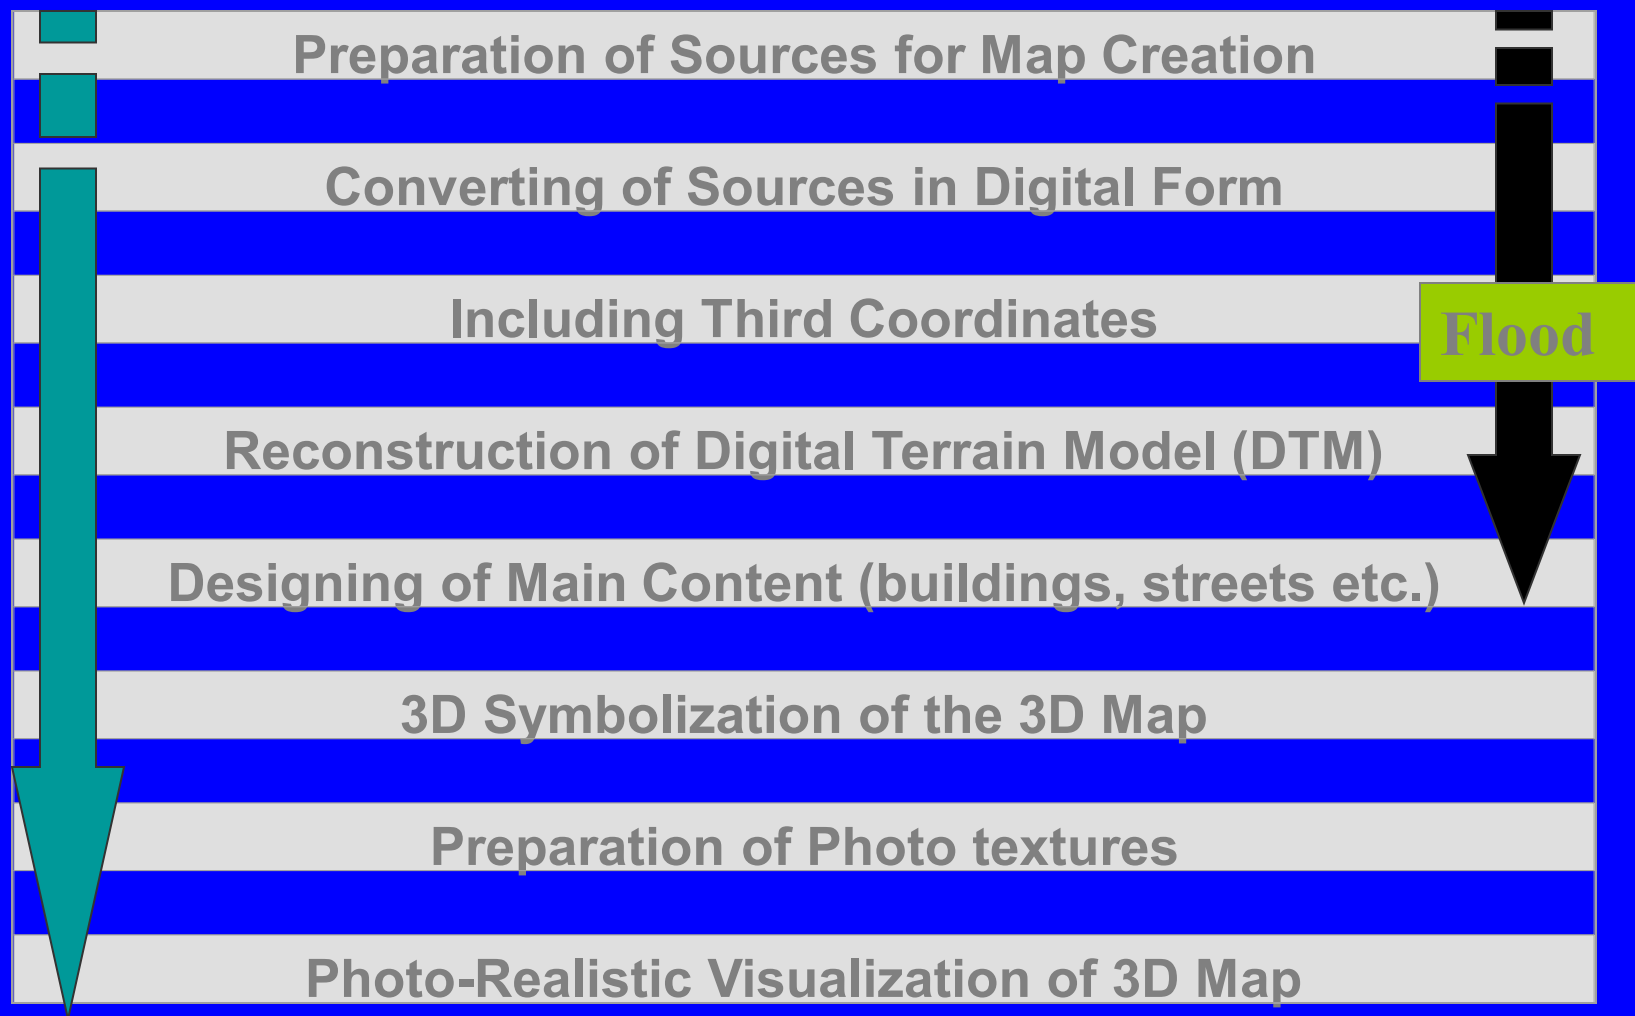 Preparation of Sources for Map Creation
Converting of Sources in Digital Form
Including Third Coordinates
Flood
Reconstruction of Digital Terrain Model (DTM)
Designing of Main Content (buildings, streets etc.)
3D Symbolization of the 3D Map
Preparation of Photo textures
Photo-Realistic Visualization of 3D Map